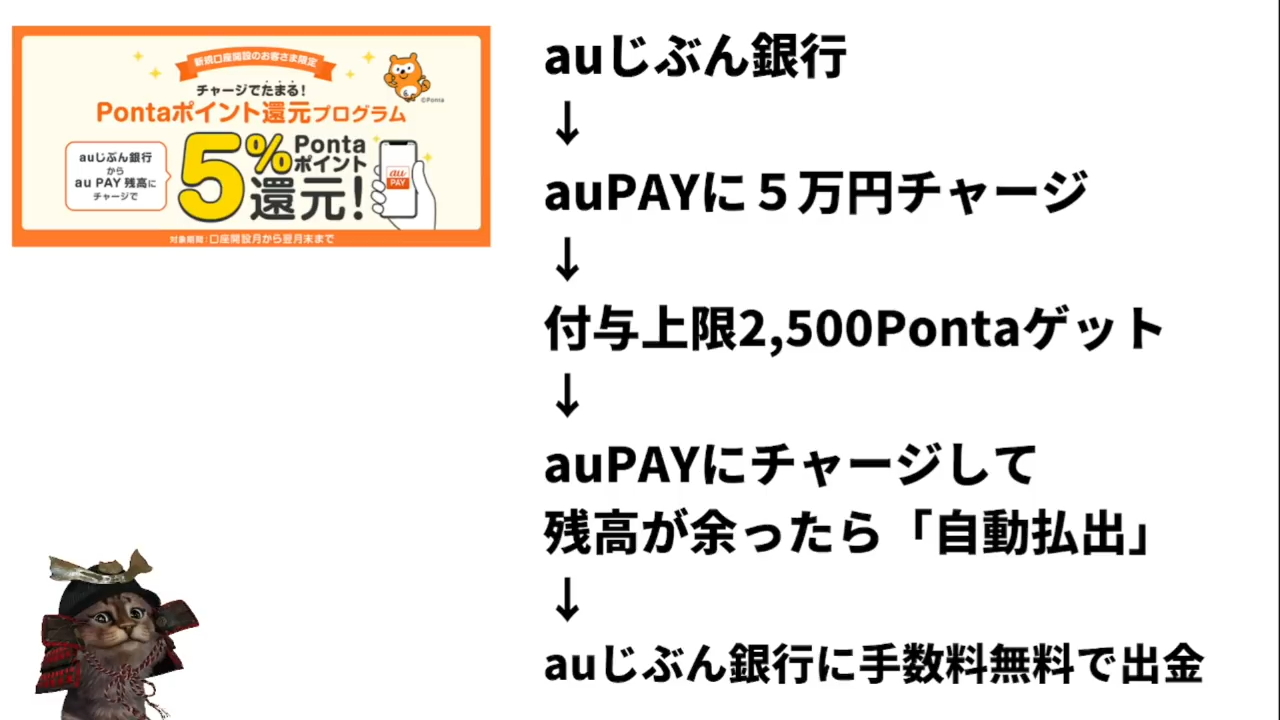 新規口座開設のお客さま限定
チャージでたまる!
Pontaポイント還元プログラム
©Ponta
auじぶん銀行
から
au PAY 残高に
チャージで
5%
Ponta
ポイント
還元!
au
PAY
対象期間:口座開設月から翌月末まで
auじぶん銀行
↓
auPAYに５万円チャージ
↓
付与上限2,500Pontaゲット
↓
auPAYにチャージして
残高が余ったら「自動払出」
↓
auじぶん銀行に手数料無料で出金